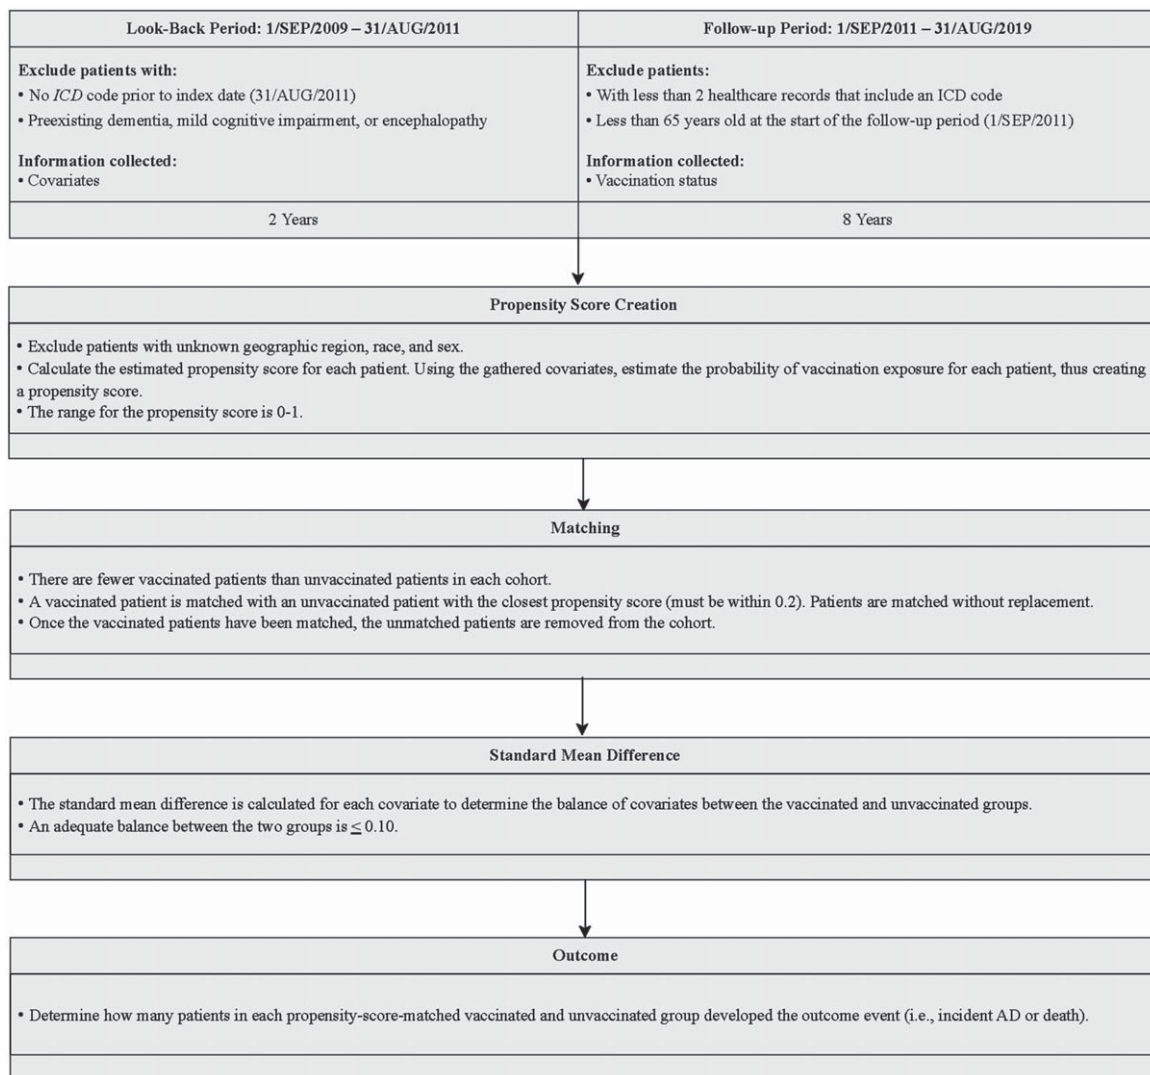 Look-Back Period: 1/SEP/2009 – 31/AUG/2011
Exclude patients with:
• No ICD code prior to index date (31/AUG/2011)
• Preexisting dementia, mild cognitive impairment, or encephalopathy
Information collected:
• Covariates
2 Years
Follow-up Period: 1/SEP/2011 – 31/AUG/2019
Exclude patients:
• With less than 2 healthcare records that include an ICD code
• Less than 65 years old at the start of the follow-up period (1/SEP/2011)
Information collected:
• Vaccination status
8 Years
Propensity Score Creation
• Exclude patients with unknown geographic region, race, and sex.
• Calculate the estimated propensity score for each patient. Using the gathered covariates, estimate the probability of vaccination exposure for each patient, thus creating
a propensity score.
• The range for the propensity score is 0-1.
Matching
• There are fewer vaccinated patients than unvaccinated patients in each cohort.
• A vaccinated patient is matched with an unvaccinated patient with the closest propensity score (must be within 0.2). Patients are matched without replacement.
• Once the vaccinated patients have been matched, the unmatched patients are removed from the cohort.
Standard Mean Difference
• The standard mean difference is calculated for each covariate to determine the balance of covariates between the vaccinated and unvaccinated groups.
• An adequate balance between the two groups is ≤ 0.10.
Outcome
• Determine how many patients in each propensity-score-matched vaccinated and unvaccinated group developed the outcome event (i.e., incident AD or death).